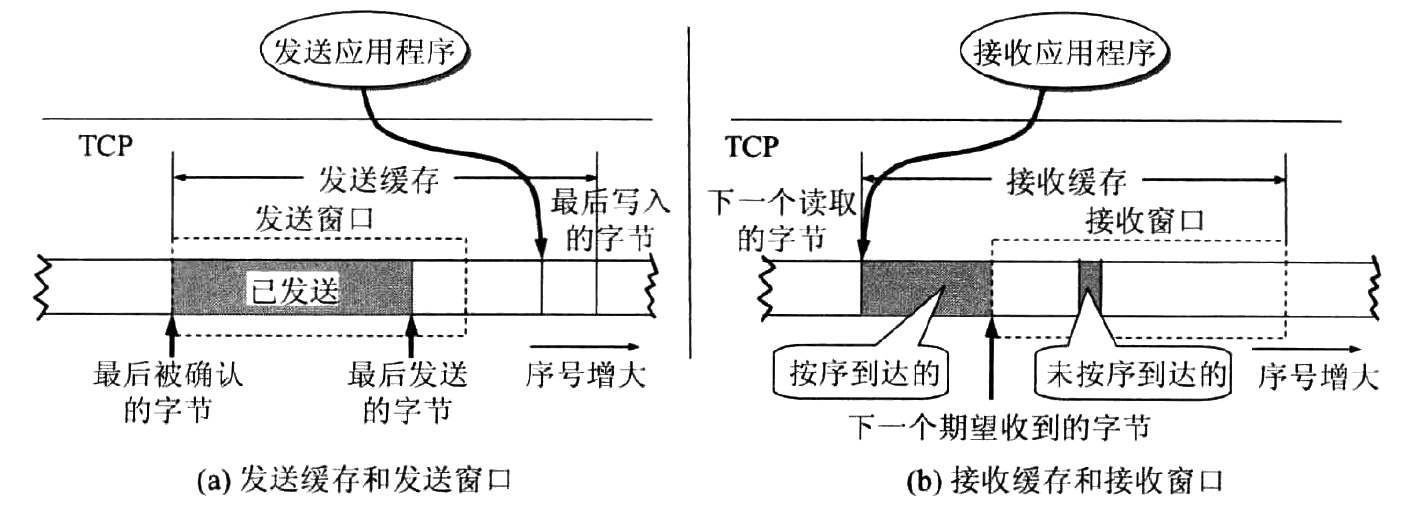 发送应用程序
TCP
发送缓存
发送窗口
最后写入
的字节
已发送
最后被确认
的字节
最后发送
的字节
序号增大
(a) 发送缓存和发送窗口
接收应用程序
TCP
接收缓存
下一个读取
的字节
接收窗口
按序到达的
未按序到达的
序号增大
下一个期望收到的字节
(b) 接收缓存和接收窗口